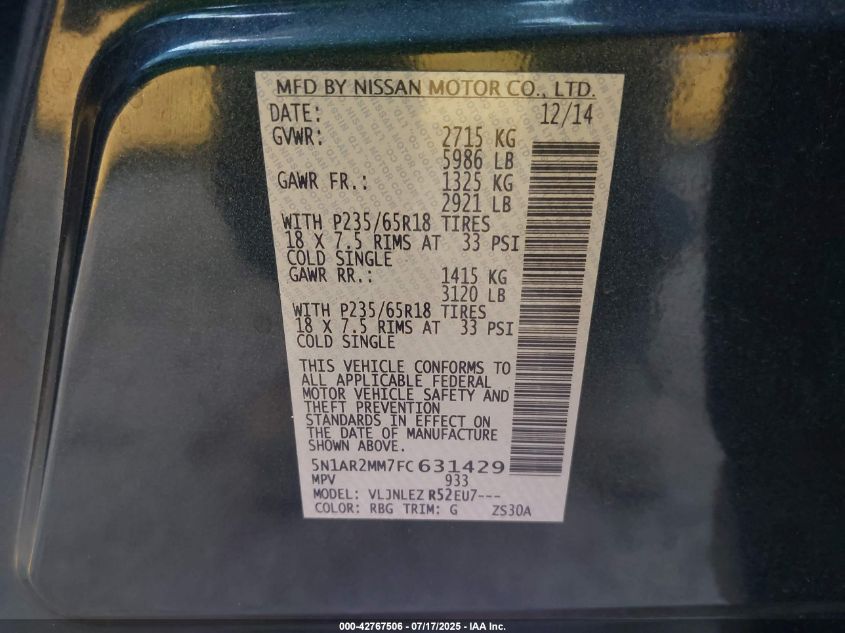 MFD BY NISSAN MOTOR CO., LTD.
DATE: 12/14
GVWR: 2715 KG
5986 LB
GAWR FR.: 1325 KG
2921 LB
WITH P235/65R18 TIRES
18 X 7.5 RIMS AT 33 PSI
COLD SINGLE
GAWR RR.: 1415 KG
3120 LB
WITH P235/65R18 TIRES
18 X 7.5 RIMS AT 33 PSI
COLD SINGLE
THIS VEHICLE CONFORMS TO
ALL APPLICABLE FEDERAL
MOTOR VEHICLE SAFETY AND
THEFT PREVENTION
STANDARDS IN EFFECT ON
THE DATE OF MANUFACTURE
SHOWN ABOVE.
5N1AR2MM7FC631429
MPV 933
MODEL: VLJNLEZ R52EU7---
COLOR: RBG TRIM: G ZS30A
000-42767506 - 07/17/2025 - IAA Inc.